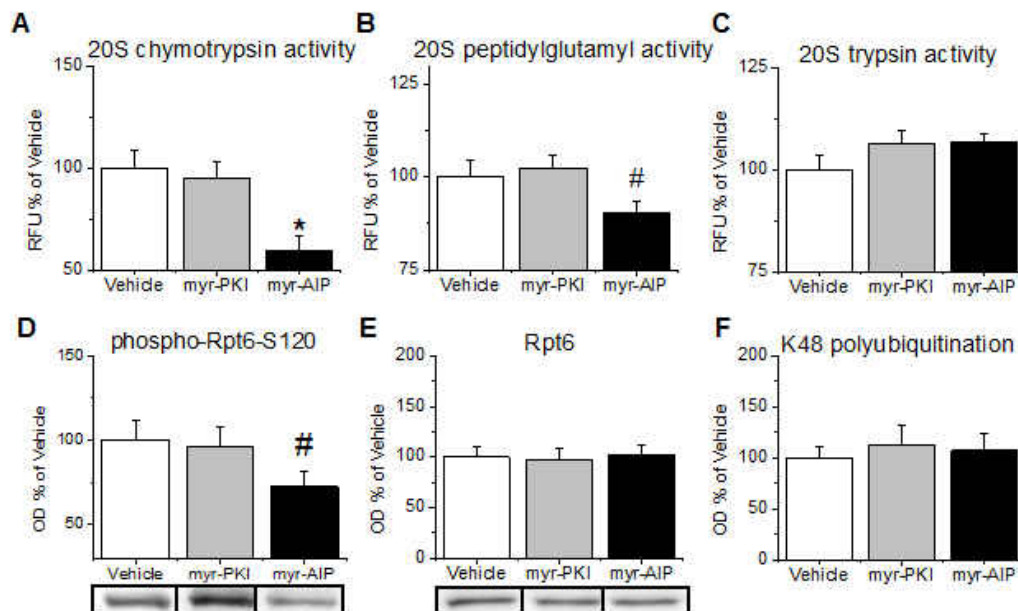 A
20S chymotrypsin activity
150
100
50
RFU % of Vehicle
*
Vehicle myr-PKI myr-AIP
B
20S peptidylglutamyl activity
125
100
75
RFU % of Vehicle
#
Vehicle myr-PKI myr-AIP
C
20S trypsin activity
125
100
75
RFU % of Vehicle
Vehicle myr-PKI myr-AIP
D
phospho-Rpt6-S120
150
100
50
OD % of Vehicle
#
Vehicle myr-PKI myr-AIP
E
Rpt6
200
150
100
50
0
OD % of Vehicle
Vehicle myr-PKI myr-AIP
F
K48 polyubiquitination
200
150
100
50
0
OD % of Vehicle
Vehicle myr-PKI myr-AIP